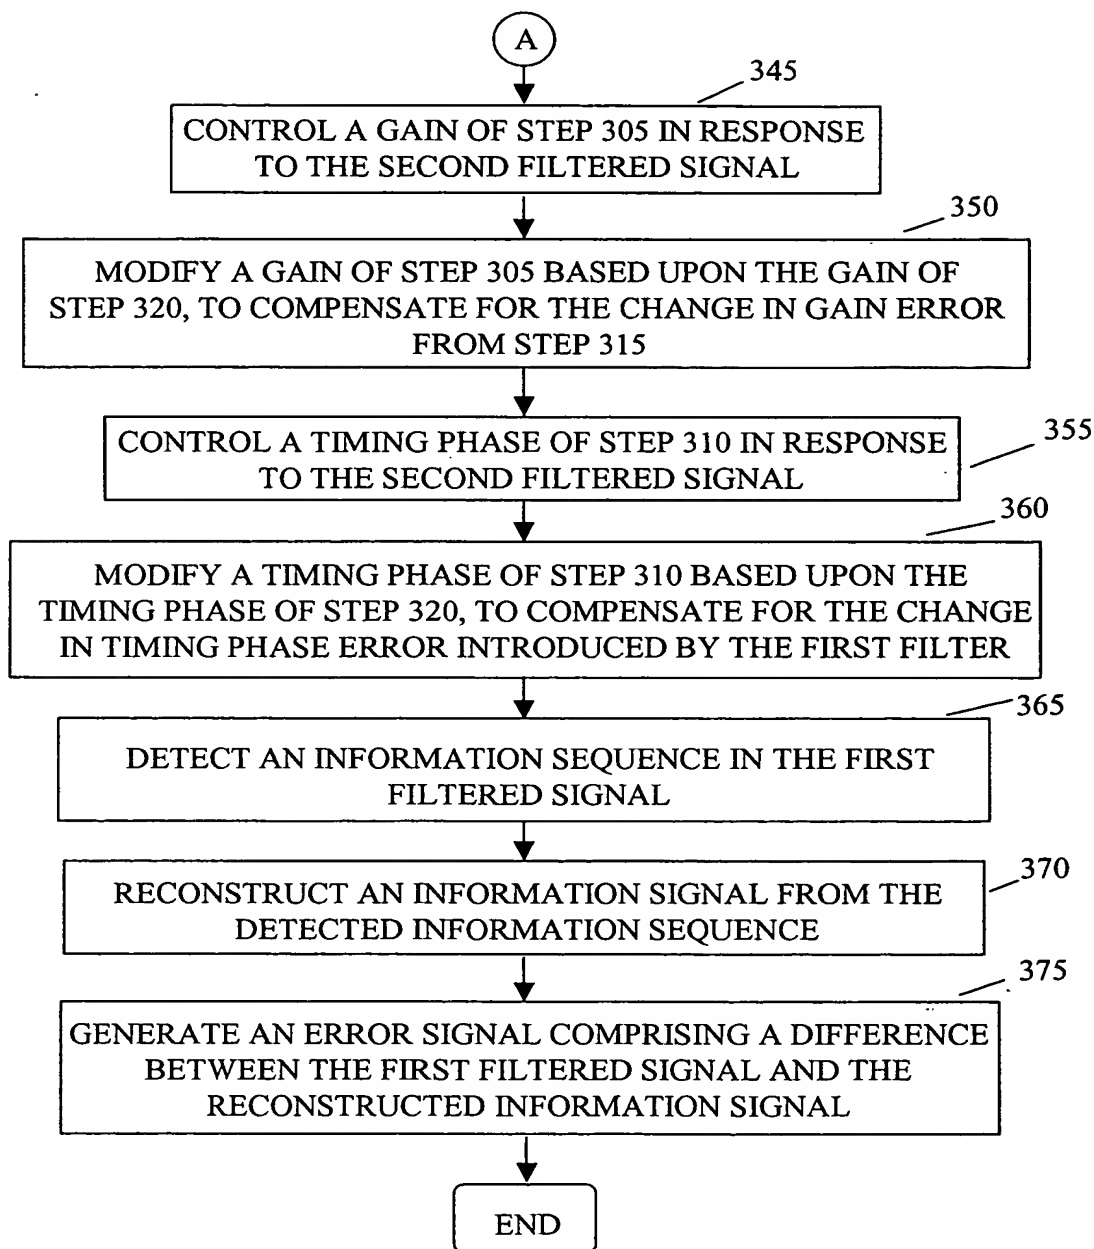 A
345
CONTROL A GAIN OF STEP 305 IN RESPONSE
TO THE SECOND FILTERED SIGNAL
350
MODIFY A GAIN OF STEP 305 BASED UPON THE GAIN OF
STEP 320, TO COMPENSATE FOR THE CHANGE IN GAIN ERROR
FROM STEP 315
355
CONTROL A TIMING PHASE OF STEP 310 IN RESPONSE
TO THE SECOND FILTERED SIGNAL
360
MODIFY A TIMING PHASE OF STEP 310 BASED UPON THE
TIMING PHASE OF STEP 320, TO COMPENSATE FOR THE CHANGE
IN TIMING PHASE ERROR INTRODUCED BY THE FIRST FILTER
365
DETECT AN INFORMATION SEQUENCE IN THE FIRST
FILTERED SIGNAL
370
RECONSTRUCT AN INFORMATION SIGNAL FROM THE
DETECTED INFORMATION SEQUENCE
375
GENERATE AN ERROR SIGNAL COMPRISING A DIFFERENCE
BETWEEN THE FIRST FILTERED SIGNAL AND THE
RECONSTRUCTED INFORMATION SIGNAL
END